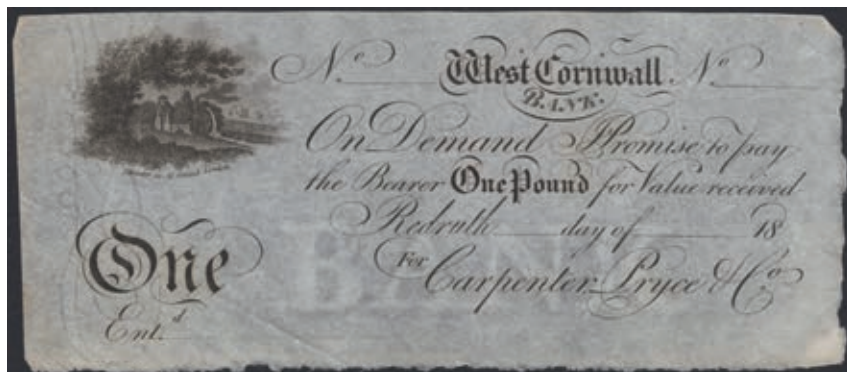 No. West Cornwall No.
BANK.
On Demand I Promise to pay
the Bearer One Pound for Value received
Redruth day of 18
For Carpenter, Pryce & Co.
One
Ent.d
BANK